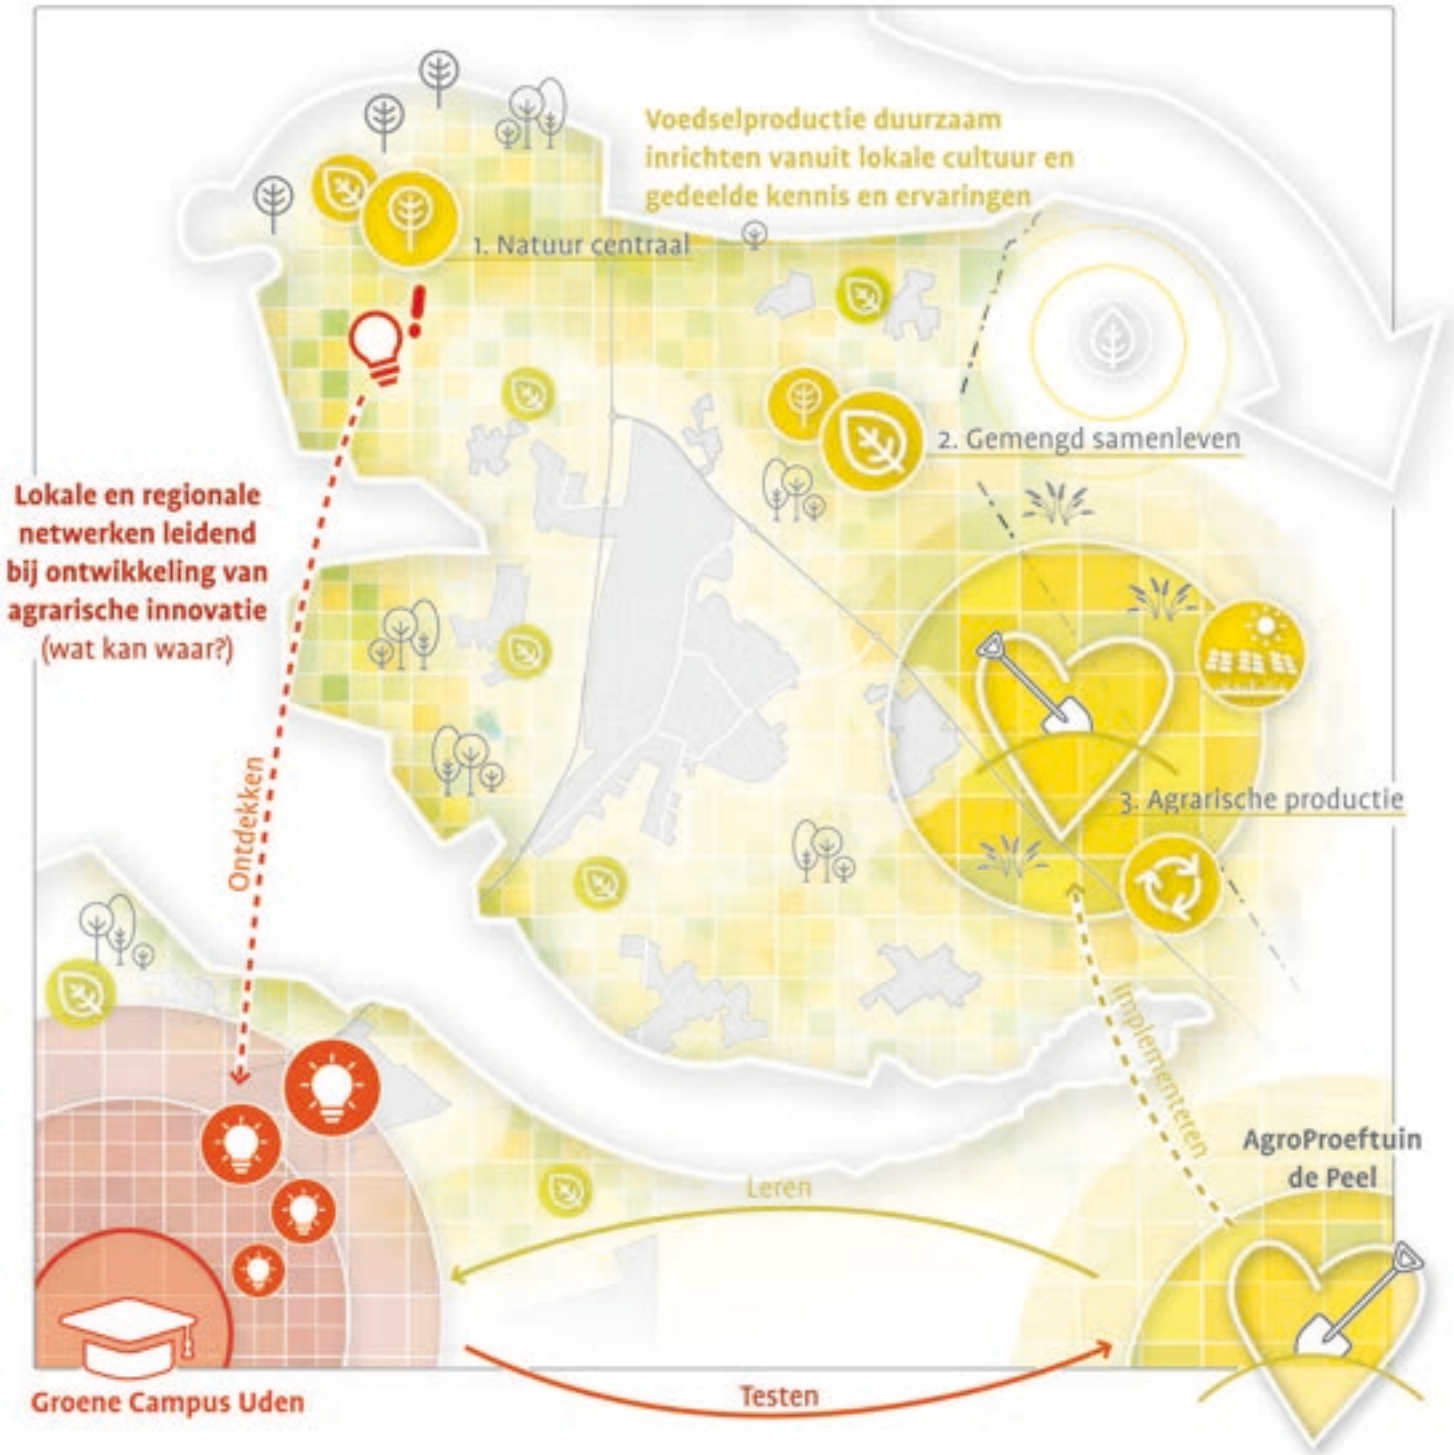 Voedselproductie duurzaam
inrichten vanuit lokale cultuur en
gedeelde kennis en ervaringen
1. Natuur centraal
2. Gemengd samenleven
Lokale en regionale
netwerken leidend
bij ontwikkeling van
agrarische innovatie
(wat kan waar?)
Ontdekken
3. Agrarische productie
Implementeren
AgroProeftuin
de Peel
Leren
Testen
Groene Campus Uden